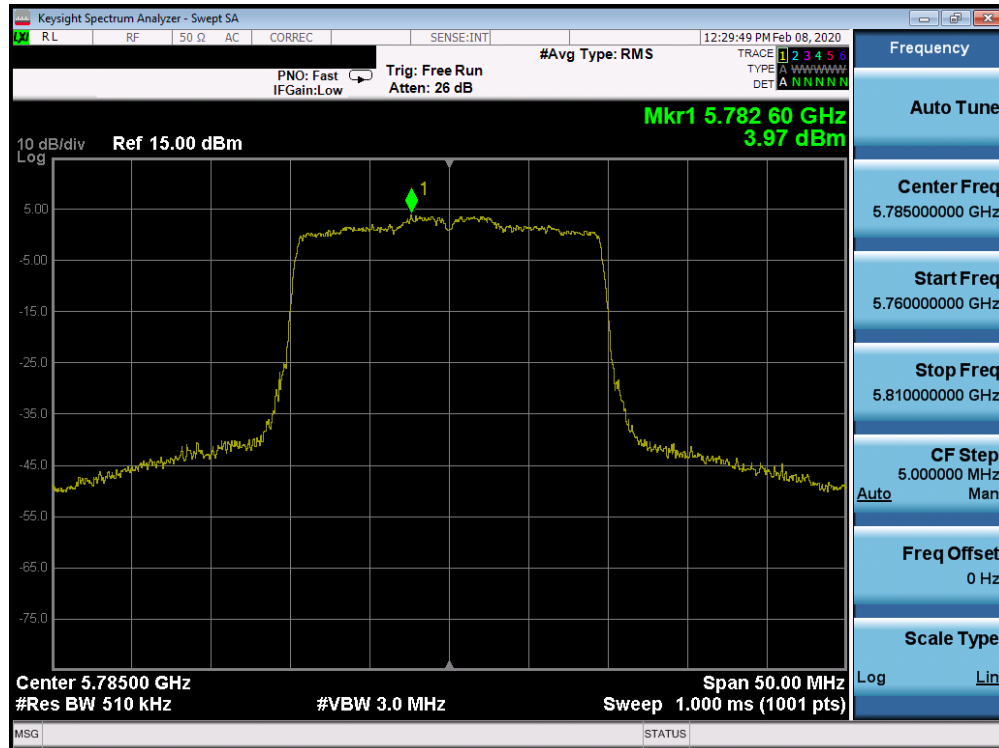 Keysight Spectrum Analyzer - Swept SA
LXI RL RF 50 Ω AC CORREC SENSE:INT 12:29:49 PM Feb 08, 2020
Frequency
#Avg Type: RMS TRACE 1 2 3 4 5 6
PNO: Fast Trig: Free Run TYPE A WWWWW
IFGain:Low Atten: 26 dB DET A N N N N N
Auto Tune
Mkr1 5.782 60 GHz
3.97 dBm
10 dB/div Ref 15.00 dBm
Log
1
5.00
-5.00
-15.0
-25.0
-35.0
-45.0
-55.0
-65.0
-75.0
Center Freq
5.785000000 GHz
Start Freq
5.760000000 GHz
Stop Freq
5.810000000 GHz
CF Step
5.000000 MHz
Auto Man
Freq Offset
0 Hz
Scale Type
Log Lin
Center 5.78500 GHz Span 50.00 MHz
#Res BW 510 kHz #VBW 3.0 MHz Sweep 1.000 ms (1001 pts)
MSG STATUS